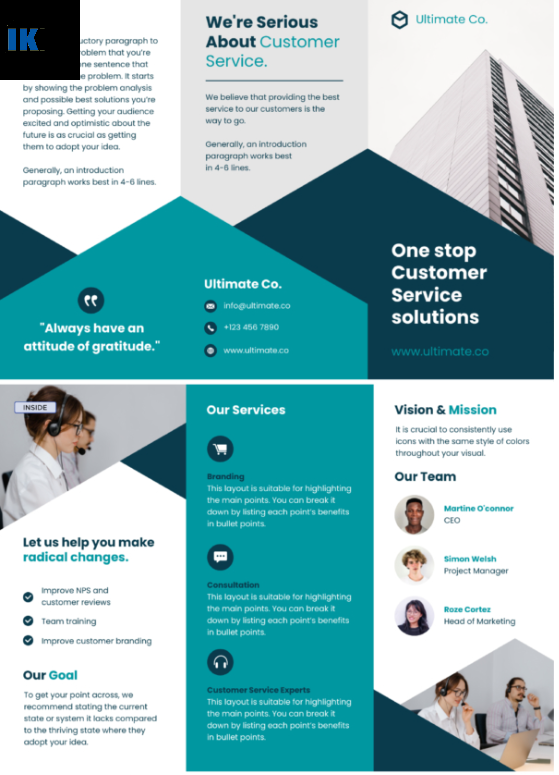 IK
uctory paragraph to
oblem that you're
one sentence that
e problem. It starts
by showing the problem analysis
and possible best solutions you're
proposing. Getting your audience
excited and optimistic about the
future is as crucial as getting
them to adopt your idea.
Generally, an introduction
paragraph works best in 4-6 lines.
"Always have an
attitude of gratitude."
We're Serious
About Customer
Service.
We believe that providing the best
service to our customers is the
way to go.
Generally, an introduction
paragraph works best
in 4-6 lines.
Ultimate Co.
info@ultimate.co
+123 456 7890
www.ultimate.co
Ultimate Co.
One stop
Customer
Service
solutions
www.ultimate.co
INSIDE
Let us help you make
radical changes.
Improve NPS and
customer reviews
Team training
Improve customer branding
Our Goal
To get your point across, we
recommend stating the current
state or system it lacks compared
to the thriving state where they
adopt your idea.
Our Services
Branding
This layout is suitable for highlighting
the main points. You can break it
down by listing each point's benefits
in bullet points.
Consultation
This layout is suitable for highlighting
the main points. You can break it
down by listing each point's benefits
in bullet points.
Customer Service Experts
This layout is suitable for highlighting
the main points. You can break it
down by listing each point's benefits
in bullet points.
Vision & Mission
It is crucial to consistently use
icons with the same style of colors
throughout your visual.
Our Team
Martine O'connor
CEO
Simon Welsh
Project Manager
Roze Cortez
Head of Marketing